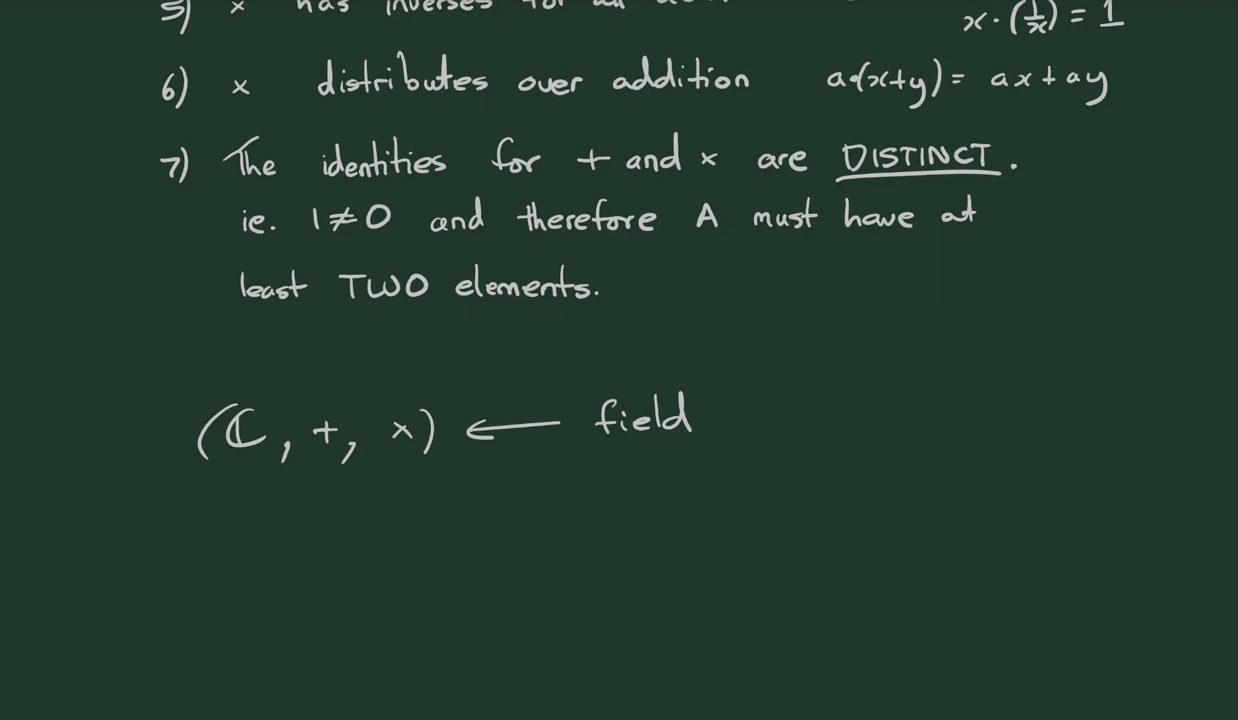 5) × has inverses for all
x · (1/x) = 1
6) × distributes over addition a·(x+y) = ax + ay
7) The identities for + and × are DISTINCT.
ie. 1 ≠ 0 and therefore A must have at
least TWO elements.
(ℂ, +, ×) ← field